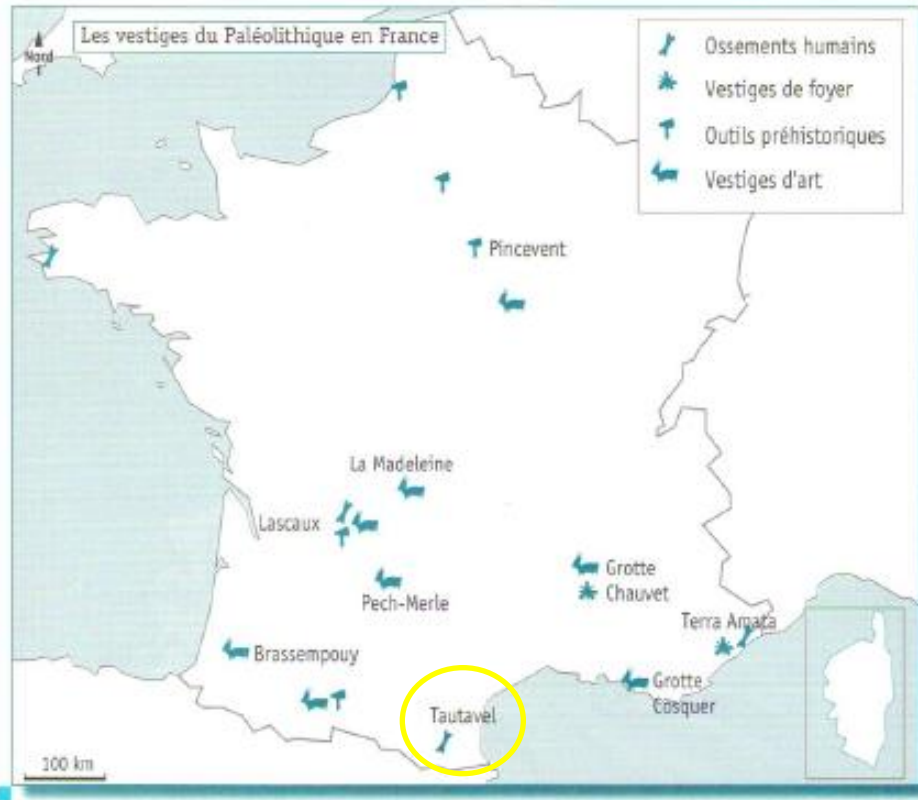 Les vestiges du Paléolithique en France
Nord
Ossements humains
Vestiges de foyer
Outils préhistoriques
Vestiges d'art
Pincevent
La Madeleine
Lascaux
Pech-Merle
Grotte
Chauvet
Terra Amata
Brassempouy
Grotte
Cosquer
Tautavel
100 km